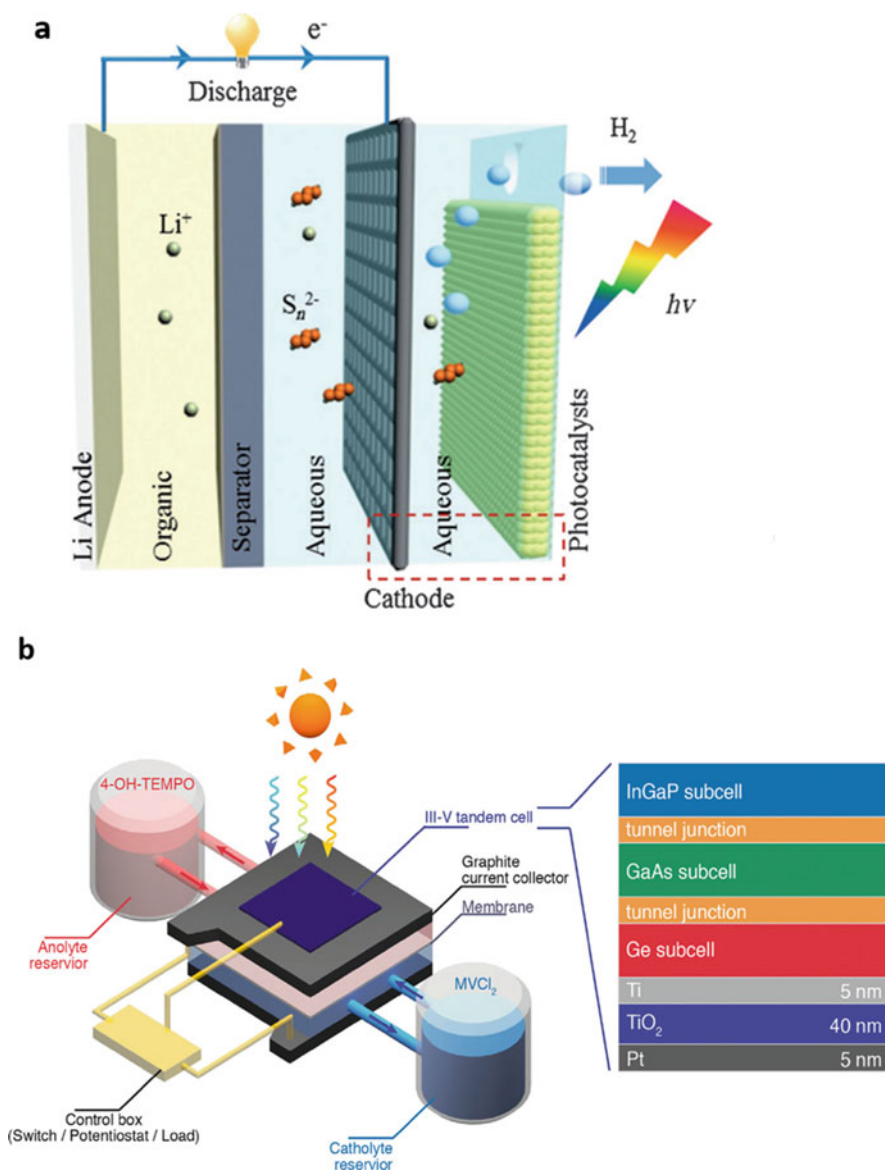 a
e-
Discharge
H₂
Li⁺
Sₙ²⁻
hν
Li Anode
Organic
Separator
Aqueous
Aqueous
Photocatalysts
Cathode
b
4-OH-TEMPO
III-V tandem cell
Graphite
current collector
Membrane
Anolyte
reservior
MVCl₂
Control box
(Switch / Potentiostat / Load)
Catholyte
reservior
InGaP subcell
tunnel junction
GaAs subcell
tunnel junction
Ge subcell
Ti 5 nm
TiO₂ 40 nm
Pt 5 nm